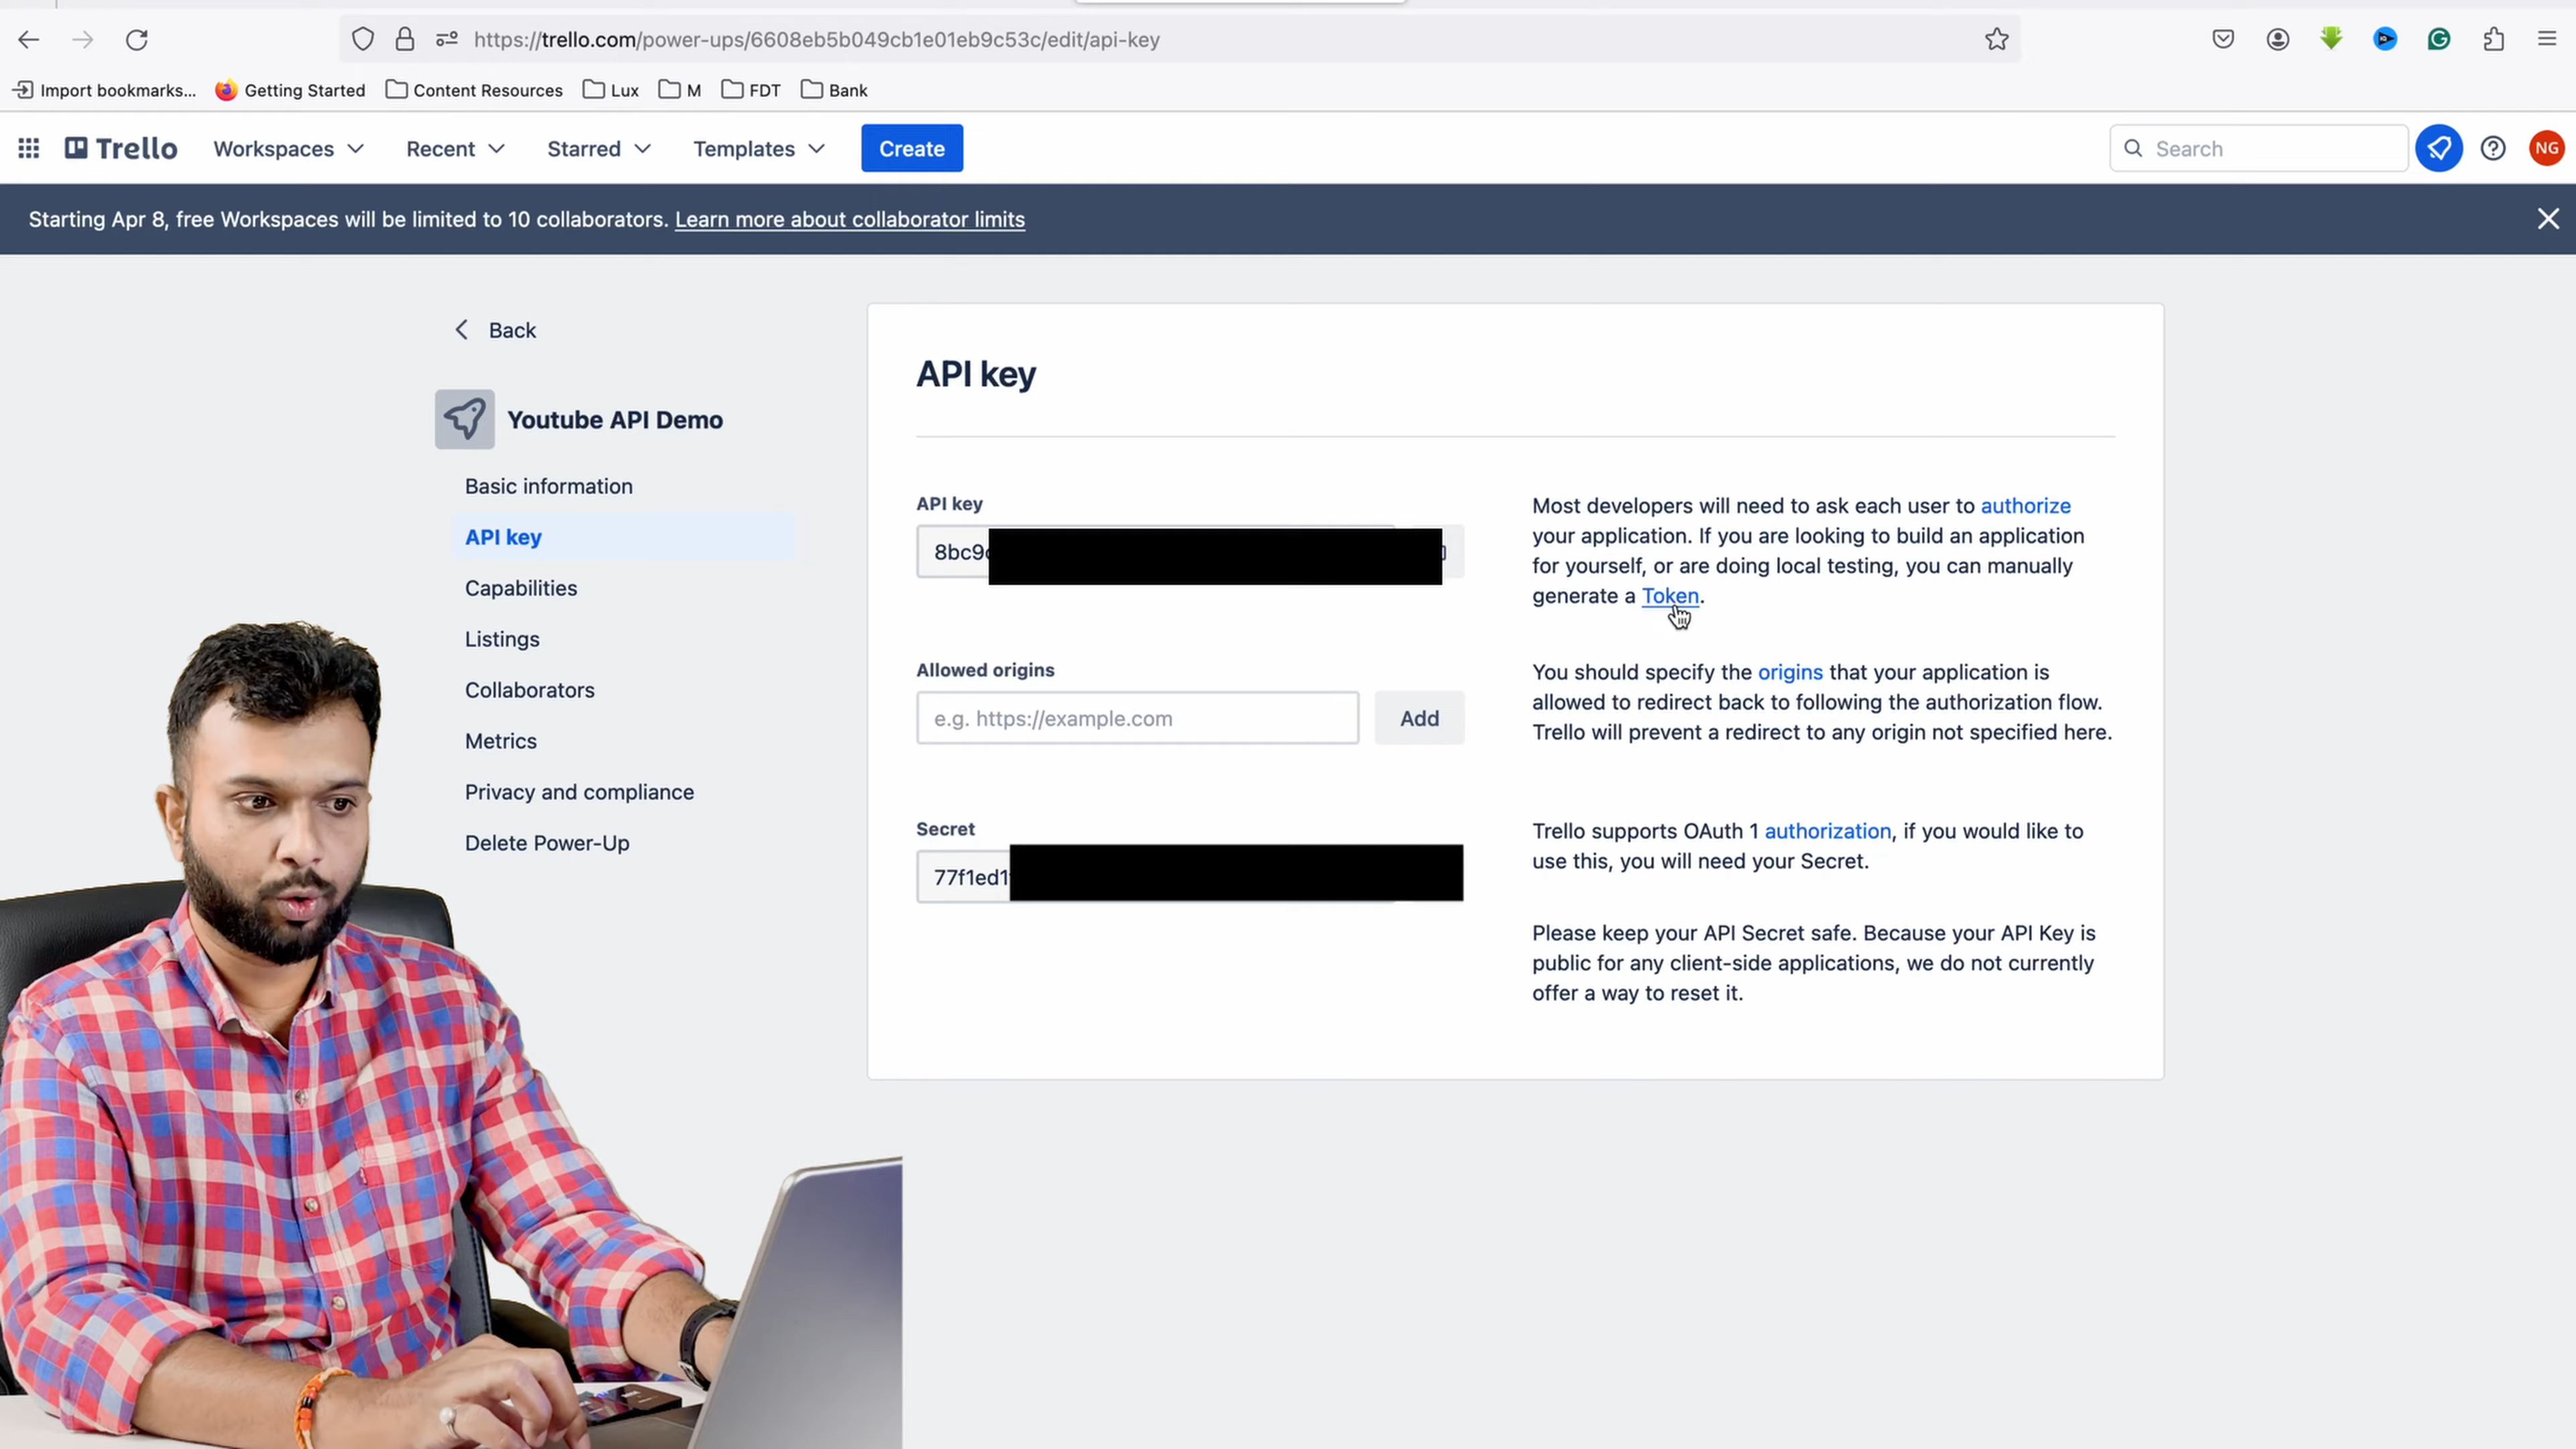 https://trello.com/power-ups/6608eb5b049cb1e01eb9c53c/edit/api-key
Import bookmarks... Getting Started Content Resources Lux M FDT Bank
Trello Workspaces Recent Starred Templates Create Search NG
Starting Apr 8, free Workspaces will be limited to 10 collaborators. Learn more about collaborator limits
Back
Youtube API Demo
Basic information
API key
Capabilities
Listings
Collaborators
Metrics
Privacy and compliance
Delete Power-Up
API key
API key
8bc9
Most developers will need to ask each user to authorize
your application. If you are looking to build an application
for yourself, or are doing local testing, you can manually
generate a Token.
Allowed origins
e.g. https://example.com Add
You should specify the origins that your application is
allowed to redirect back to following the authorization flow.
Trello will prevent a redirect to any origin not specified here.
Secret
77f1ed1
Trello supports OAuth 1 authorization, if you would like to
use this, you will need your Secret.
Please keep your API Secret safe. Because your API Key is
public for any client-side applications, we do not currently
offer a way to reset it.